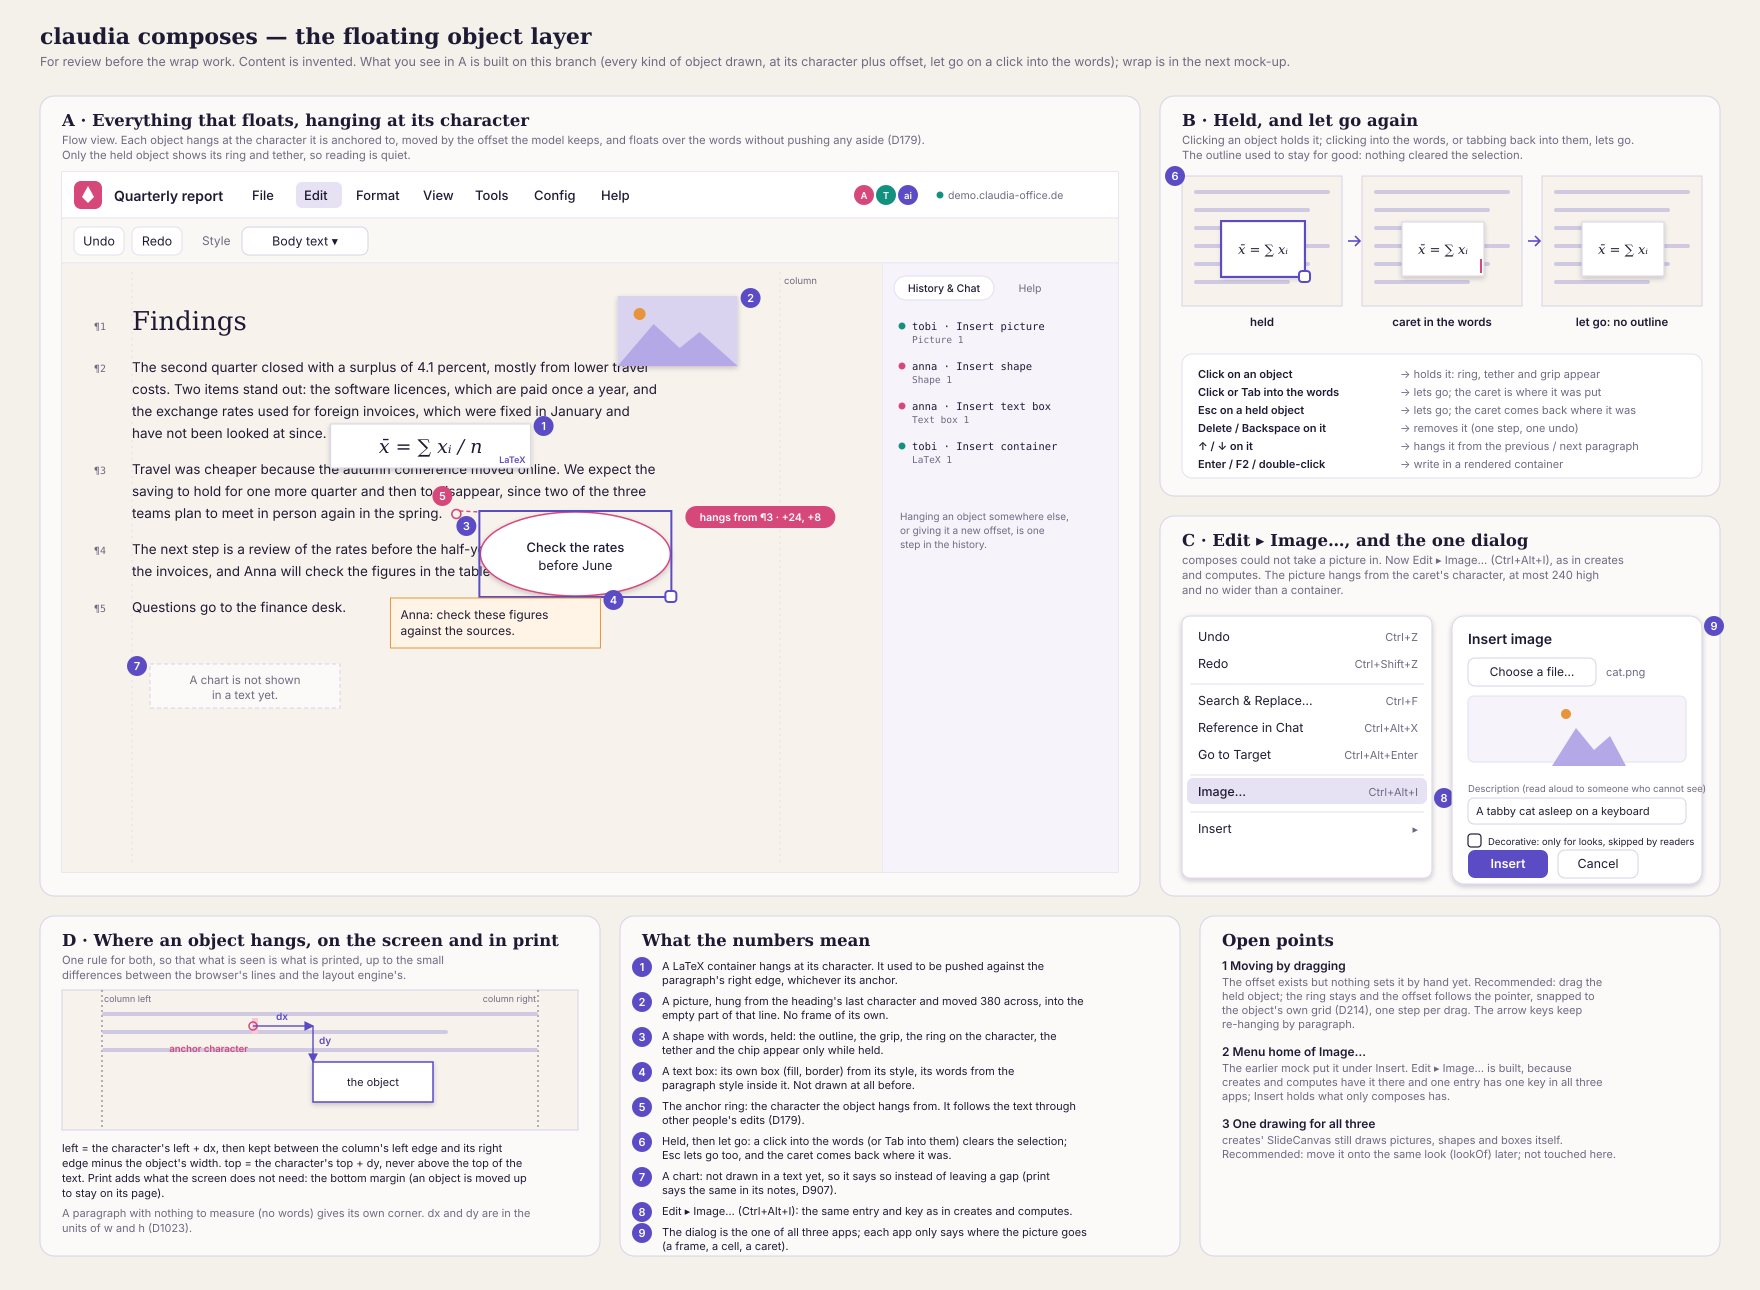 claudia composes — the floating object layer
For review before the wrap work. Content is invented. What you see in A is built on this branch (every kind of object drawn, at its character plus offset, let go on a click into the words); wrap is in the next mock-up.
A · Everything that floats, hanging at its character
Flow view. Each object hangs at the character it is anchored to, moved by the offset the model keeps, and floats over the words without pushing any aside (D179).
Only the held object shows its ring and tether, so reading is quiet.
Quarterly report File Edit Format View Tools Config Help A T ai demo.claudia-office.de
Undo Redo Style Body text ▾
column
2
¶1 Findings
¶2 The second quarter closed with a surplus of 4.1 percent, mostly from lower travel
costs. Two items stand out: the software licences, which are paid once a year, and
the exchange rates used for foreign invoices, which were fixed in January and
have not been looked at since.
1
x̄ = ∑ xᵢ / n
LaTeX
¶3 Travel was cheaper because the autumn conference moved online. We expect the
saving to hold for one more quarter and then to disappear, since two of the three
teams plan to meet in person again in the spring.
5
3
hangs from ¶3 · +24, +8
Check the rates
before June
¶4 The next step is a review of the rates before the half-y
the invoices, and Anna will check the figures in the table
4
¶5 Questions go to the finance desk.
Anna: check these figures
against the sources.
7
A chart is not shown
in a text yet.
History & Chat Help
tobi · Insert picture
Picture 1
anna · Insert shape
Shape 1
anna · Insert text box
Text box 1
tobi · Insert container
LaTeX 1
Hanging an object somewhere else,
or giving it a new offset, is one
step in the history.
B · Held, and let go again
Clicking an object holds it; clicking into the words, or tabbing back into them, lets go.
The outline used to stay for good: nothing cleared the selection.
6
x̄ = ∑ xᵢ → x̄ = ∑ xᵢ → x̄ = ∑ xᵢ
held caret in the words let go: no outline
Click on an object → holds it: ring, tether and grip appear
Click or Tab into the words → lets go; the caret is where it was put
Esc on a held object → lets go; the caret comes back where it was
Delete / Backspace on it → removes it (one step, one undo)
↑ / ↓ on it → hangs it from the previous / next paragraph
Enter / F2 / double-click → write in a rendered container
C · Edit ▸ Image…, and the one dialog
composes could not take a picture in. Now Edit ▸ Image… (Ctrl+Alt+I), as in creates
and computes. The picture hangs from the caret's character, at most 240 high
and no wider than a container.
Undo Ctrl+Z
Redo Ctrl+Shift+Z
Search & Replace… Ctrl+F
Reference in Chat Ctrl+Alt+X
Go to Target Ctrl+Alt+Enter
Image… Ctrl+Alt+I
8
Insert ▸
9
Insert image
Choose a file… cat.png
Description (read aloud to someone who cannot see)
A tabby cat asleep on a keyboard
Decorative: only for looks, skipped by readers
Insert Cancel
D · Where an object hangs, on the screen and in print
One rule for both, so that what is seen is what is printed, up to the small
differences between the browser's lines and the layout engine's.
column left column right
dx
dy
anchor character
the object
left = the character's left + dx, then kept between the column's left edge and its right
edge minus the object's width. top = the character's top + dy, never above the top of the
text. Print adds what the screen does not need: the bottom margin (an object is moved up
to stay on its page).
A paragraph with nothing to measure (no words) gives its own corner. dx and dy are in the
units of w and h (D1023).
What the numbers mean
1 A LaTeX container hangs at its character. It used to be pushed against the
paragraph's right edge, whichever its anchor.
2 A picture, hung from the heading's last character and moved 380 across, into the
empty part of that line. No frame of its own.
3 A shape with words, held: the outline, the grip, the ring on the character, the
tether and the chip appear only while held.
4 A text box: its own box (fill, border) from its style, its words from the
paragraph style inside it. Not drawn at all before.
5 The anchor ring: the character the object hangs from. It follows the text through
other people's edits (D179).
6 Held, then let go: a click into the words (or Tab into them) clears the selection;
Esc lets go too, and the caret comes back where it was.
7 A chart: not drawn in a text yet, so it says so instead of leaving a gap (print
says the same in its notes, D907).
8 Edit ▸ Image… (Ctrl+Alt+I): the same entry and key as in creates and computes.
9 The dialog is the one of all three apps; each app only says where the picture goes
(a frame, a cell, a caret).
Open points
1 Moving by dragging
The offset exists but nothing sets it by hand yet. Recommended: drag the
held object; the ring stays and the offset follows the pointer, snapped to
the object's own grid (D214), one step per drag. The arrow keys keep
re-hanging by paragraph.
2 Menu home of Image…
The earlier mock put it under Insert. Edit ▸ Image… is built, because
creates and computes have it there and one entry has one key in all three
apps; Insert holds what only composes has.
3 One drawing for all three
creates' SlideCanvas still draws pictures, shapes and boxes itself.
Recommended: move it onto the same look (lookOf) later; not touched here.